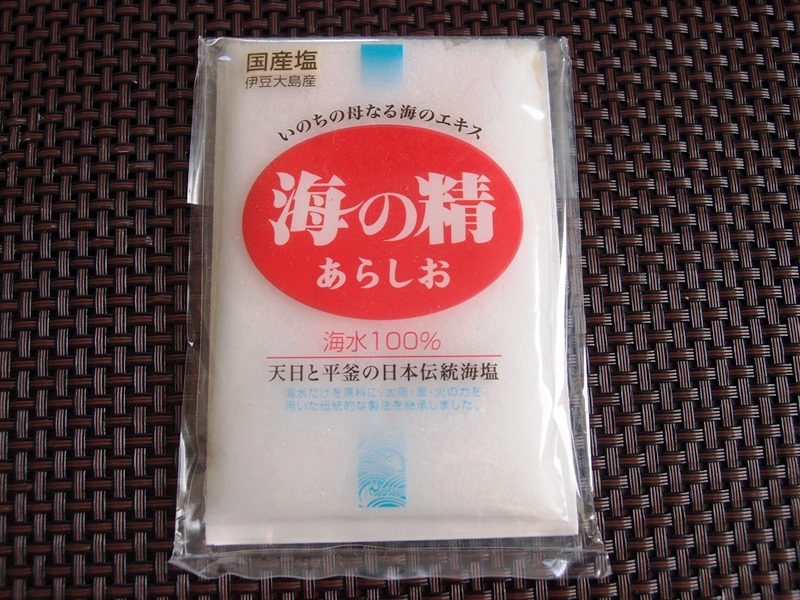 国産塩
伊豆大島産
いのちの母なる海のエキス
海の精
あらしお
海水100%
天日と平釜の日本伝統海塩
海水だけを原料に、太陽・風・火の力を
用いた伝統的な製法を継承しました。